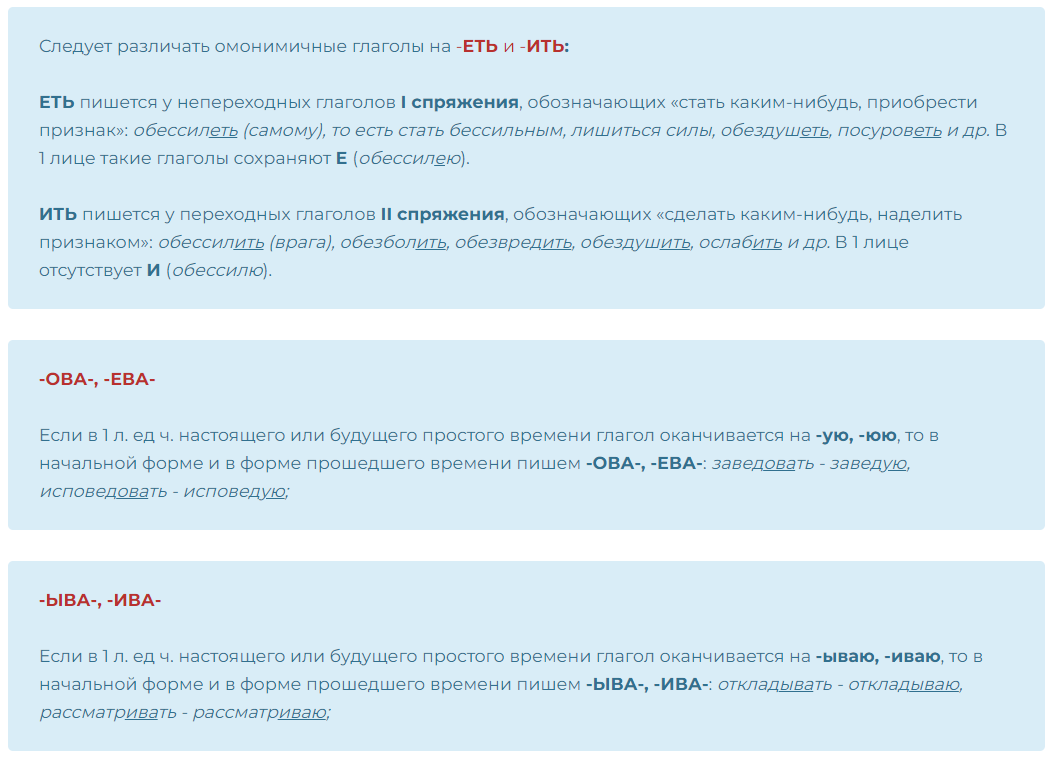 Следует различать омонимичные глаголы на -ЕТЬ и -ИТЬ:
ЕТЬ пишется у непереходных глаголов I спряжения, обозначающих «стать каким-нибудь, приобрести
признак»: обессилеть (самому), то есть стать бессильным, лишиться силы, обездушеть, посуроветь и др. В
1 лице такие глаголы сохраняют Е (обессилею).
ИТЬ пишется у переходных глаголов II спряжения, обозначающих «сделать каким-нибудь, наделить
признаком»: обессилить (врага), обезболить, обезвредить, обездушить, ослабить и др. В 1 лице
отсутствует И (обессилю).
-ОВА-, -ЕВА-
Если в 1 л. ед ч. настоящего или будущего простого времени глагол оканчивается на -ую, -юю, то в
начальной форме и в форме прошедшего времени пишем -ОВА-, -ЕВА-: заведовать - заведую,
исповедовать - исповедую;
-ЫВА-, -ИВА-
Если в 1 л. ед ч. настоящего или будущего простого времени глагол оканчивается на -ываю, -иваю, то в
начальной форме и в форме прошедшего времени пишем -ЫВА-, -ИВА-: откладывать - откладываю,
рассматривать - рассматриваю;